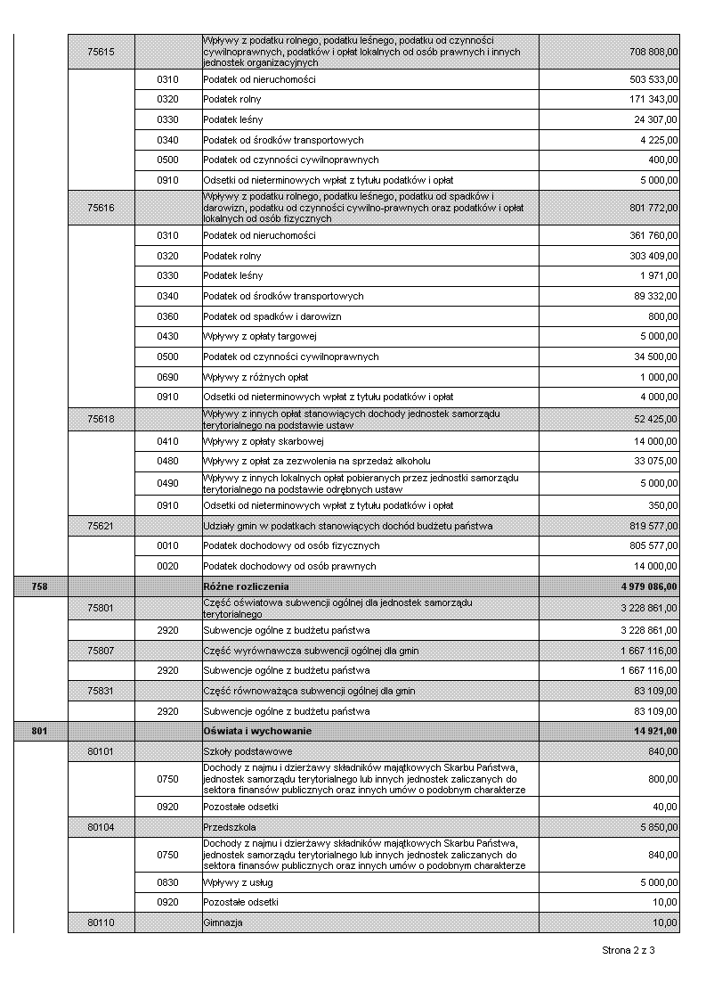 Wpływy z podatku rolnego, podatku leśnego, podatku od czynności
75615 cywilnoprawnych, podatków i opłat lokalnych od osób prawnych i innych 708 808,00
jednostek organizacyjnych
0310 Podatek od nieruchomości 503 533,00
0320 Podatek rolny 171 343,00
0330 Podatek leśny 24 307,00
0340 Podatek od środków transportowych 4 225,00
0500 Podatek od czynności cywilnoprawnych 400,00
0910 Odsetki od nieterminowych wpłat z tytułu podatków i opłat 5 000,00
Wpływy z podatku rolnego, podatku leśnego, podatku od spadków i
75616 darowizn, podatku od czynności cywilno-prawnych oraz podatków i opłat 801 772,00
lokalnych od osób fizycznych
0310 Podatek od nieruchomości 361 760,00
0320 Podatek rolny 303 409,00
0330 Podatek leśny 1 971,00
0340 Podatek od środków transportowych 89 332,00
0360 Podatek od spadków i darowizn 800,00
0430 Wpływy z opłaty targowej 5 000,00
0500 Podatek od czynności cywilnoprawnych 34 500,00
0690 Wpływy z różnych opłat 1 000,00
0910 Odsetki od nieterminowych wpłat z tytułu podatków i opłat 4 000,00
Wpływy z innych opłat stanowiących dochody jednostek samorządu
75618 terytorialnego na podstawie ustaw 52 425,00
0410 Wpływy z opłaty skarbowej 14 000,00
0480 Wpływy z opłat za zezwolenia na sprzedaż alkoholu 33 075,00
Wpływy z innych lokalnych opłat pobieranych przez jednostki samorządu
0490 terytorialnego na podstawie odrębnych ustaw 5 000,00
0910 Odsetki od nieterminowych wpłat z tytułu podatków i opłat 350,00
75621 Udziały gmin w podatkach stanowiących dochód budżetu państwa 819 577,00
0010 Podatek dochodowy od osób fizycznych 805 577,00
0020 Podatek dochodowy od osób prawnych 14 000,00
758 Różne rozliczenia 4 979 086,00
Część oświatowa subwencji ogólnej dla jednostek samorządu
75801 terytorialnego 3 228 861,00
2920 Subwencje ogólne z budżetu państwa 3 228 861,00
75807 Część wyrównawcza subwencji ogólnej dla gmin 1 667 116,00
2920 Subwencje ogólne z budżetu państwa 1 667 116,00
75831 Część równoważąca subwencji ogólnej dla gmin 83 109,00
2920 Subwencje ogólne z budżetu państwa 83 109,00
801 Oświata i wychowanie 14 921,00
80101 Szkoły podstawowe 840,00
Dochody z najmu i dzierżawy składników majątkowych Skarbu Państwa,
0750 jednostek samorządu terytorialnego lub innych jednostek zaliczanych do 800,00
sektora finansów publicznych oraz innych umów o podobnym charakterze
0920 Pozostałe odsetki 40,00
80104 Przedszkola 5 850,00
Dochody z najmu i dzierżawy składników majątkowych Skarbu Państwa,
0750 jednostek samorządu terytorialnego lub innych jednostek zaliczanych do 840,00
sektora finansów publicznych oraz innych umów o podobnym charakterze
0830 Wpływy z usług 5 000,00
0920 Pozostałe odsetki 10,00
80110 Gimnazja 10,00
Strona 2 z 3